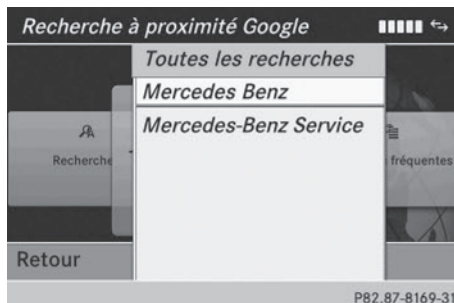 Recherche à proximité Google
Toutes les recherches
Mercedes Benz
Mercedes-Benz Service
Recherche
fréquentes
Retour
P82.87-8169-31